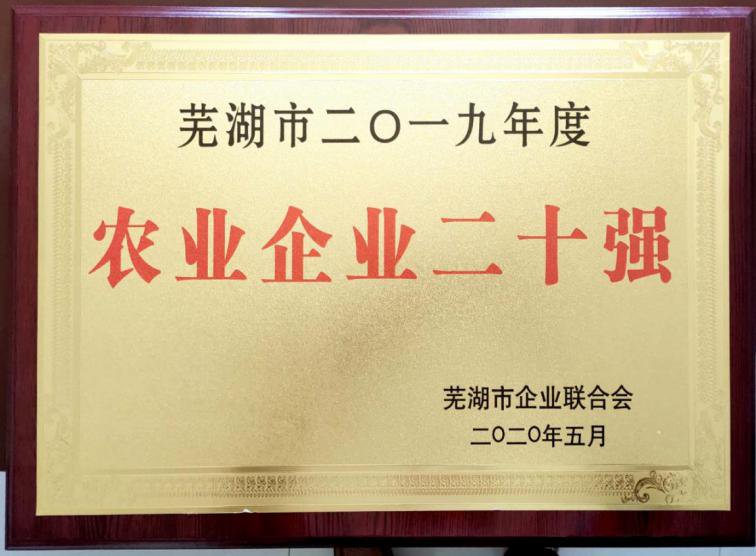 芜湖市二〇一九年度
农业企业二十强
芜湖市企业联合会
二〇二〇年五月